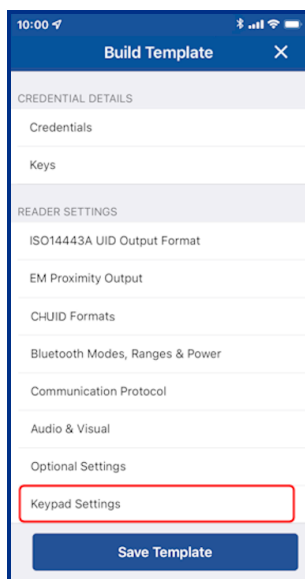 10:00
Build Template
CREDENTIAL DETAILS
Credentials
Keys
READER SETTINGS
ISO14443A UID Output Format
EM Proximity Output
CHUID Formats
Bluetooth Modes, Ranges & Power
Communication Protocol
Audio & Visual
Optional Settings
Keypad Settings
Save Template